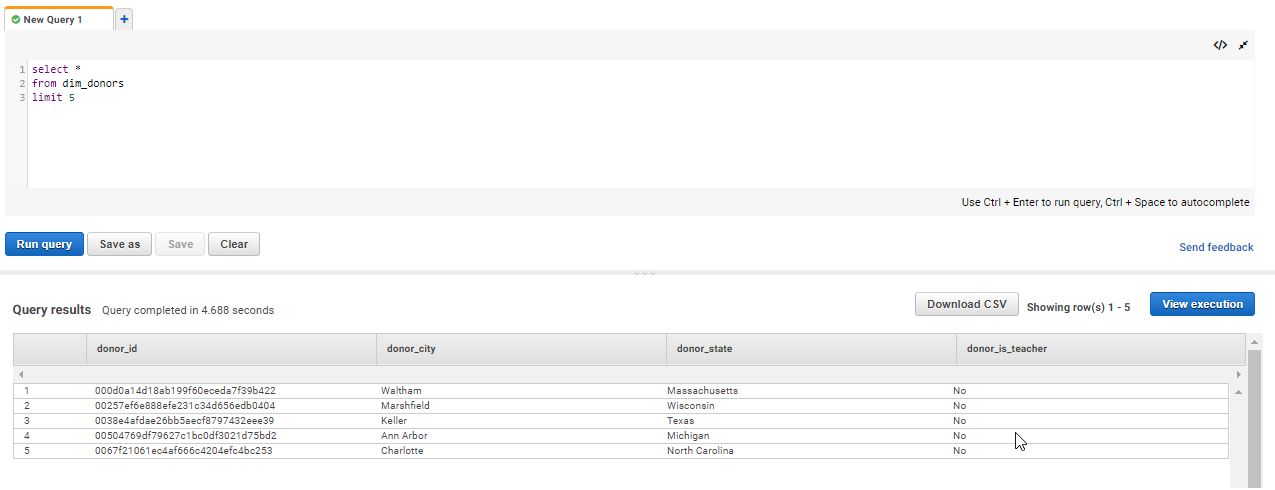 New Query 1 +
</>
1 select *
2 from dim_donors
3 limit 5
Use Ctrl + Enter to run query, Ctrl + Space to autocomplete
Run query Save as Save Clear
Send feedback
Query results Query completed in 4.688 seconds Download CSV Showing row(s) 1 - 5 View execution
donor_id donor_city donor_state donor_is_teacher
1 000d0a14d18ab199f60eceda7f39b422 Waltham Massachusetts No
2 00257ef6e888efe231c34d656edb0404 Marshfield Wisconsin No
3 0038e4afdae26bb5aecf8797432eee39 Keller Texas No
4 00504769df79627c1bc0df3021d75bd2 Ann Arbor Michigan No
5 0067f21061ec4af666c4204efc4bc253 Charlotte North Carolina No